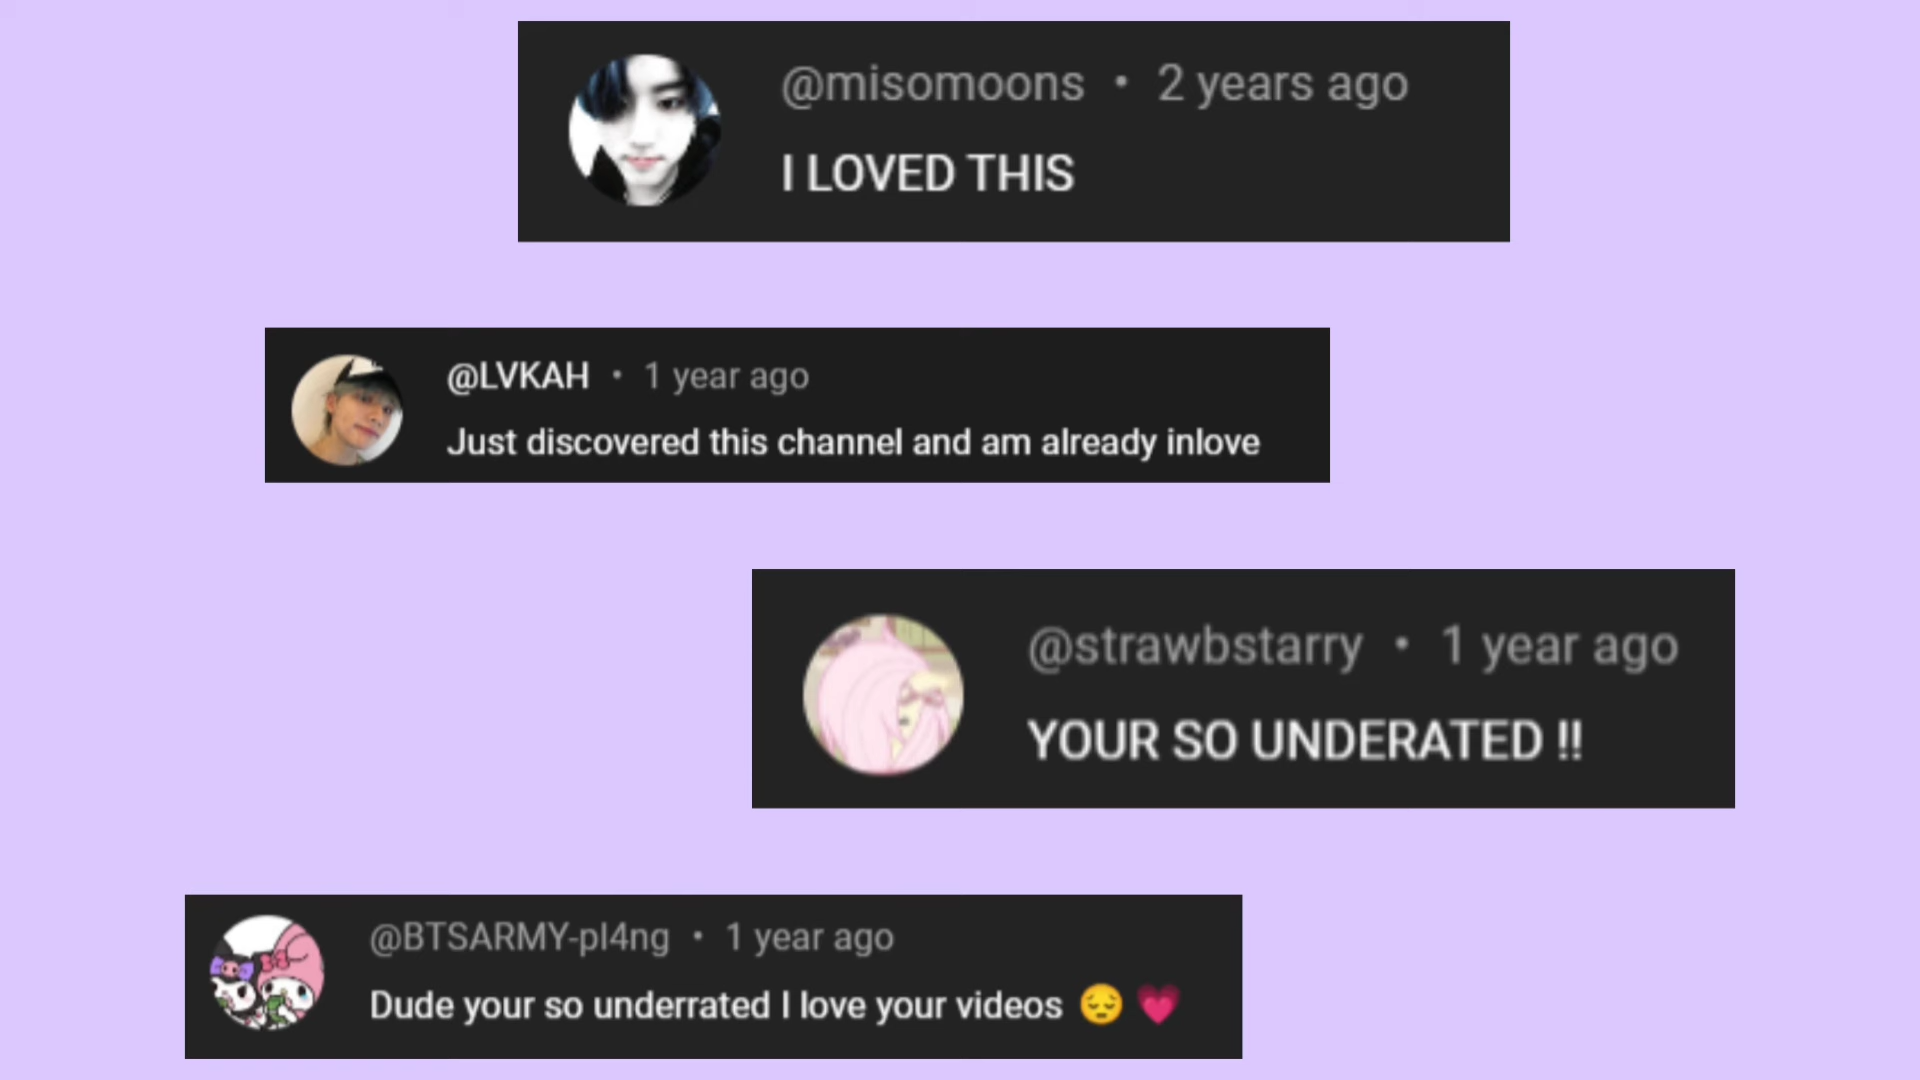 @misomoons • 2 years ago
I LOVED THIS
@LVKAH • 1 year ago
Just discovered this channel and am already inlove
@strawbstarry • 1 year ago
YOUR SO UNDERATED !!
@BTSARMY-pl4ng • 1 year ago
Dude your so underrated I love your videos 😔 💗